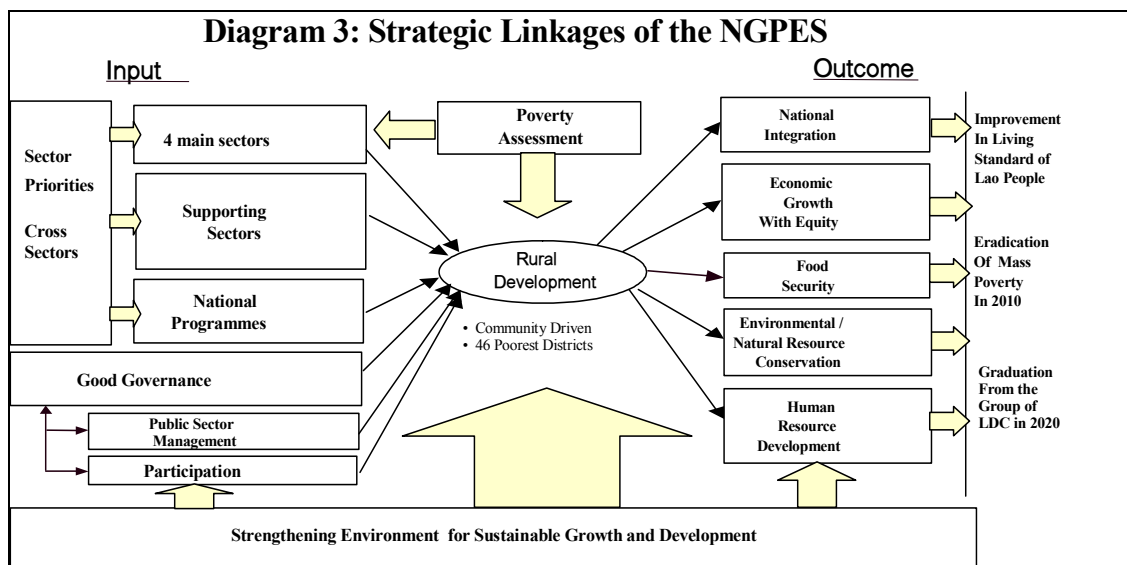 Diagram 3: Strategic Linkages of the NGPES
Input
Outcome
Sector
Priorities
Cross
Sectors
4 main sectors
Supporting
Sectors
National
Programmes
Good Governance
Public Sector
Management
Participation
Poverty
Assessment
Rural
Development
• Community Driven
• 46 Poorest Districts
National
Integration
Economic
Growth
With Equity
Food
Security
Environmental /
Natural Resource
Conservation
Human
Resource
Development
Improvement
In Living
Standard of
Lao People
Eradication
Of Mass
Poverty
In 2010
Graduation
From the
Group of
LDC in 2020
Strengthening Environment for Sustainable Growth and Development